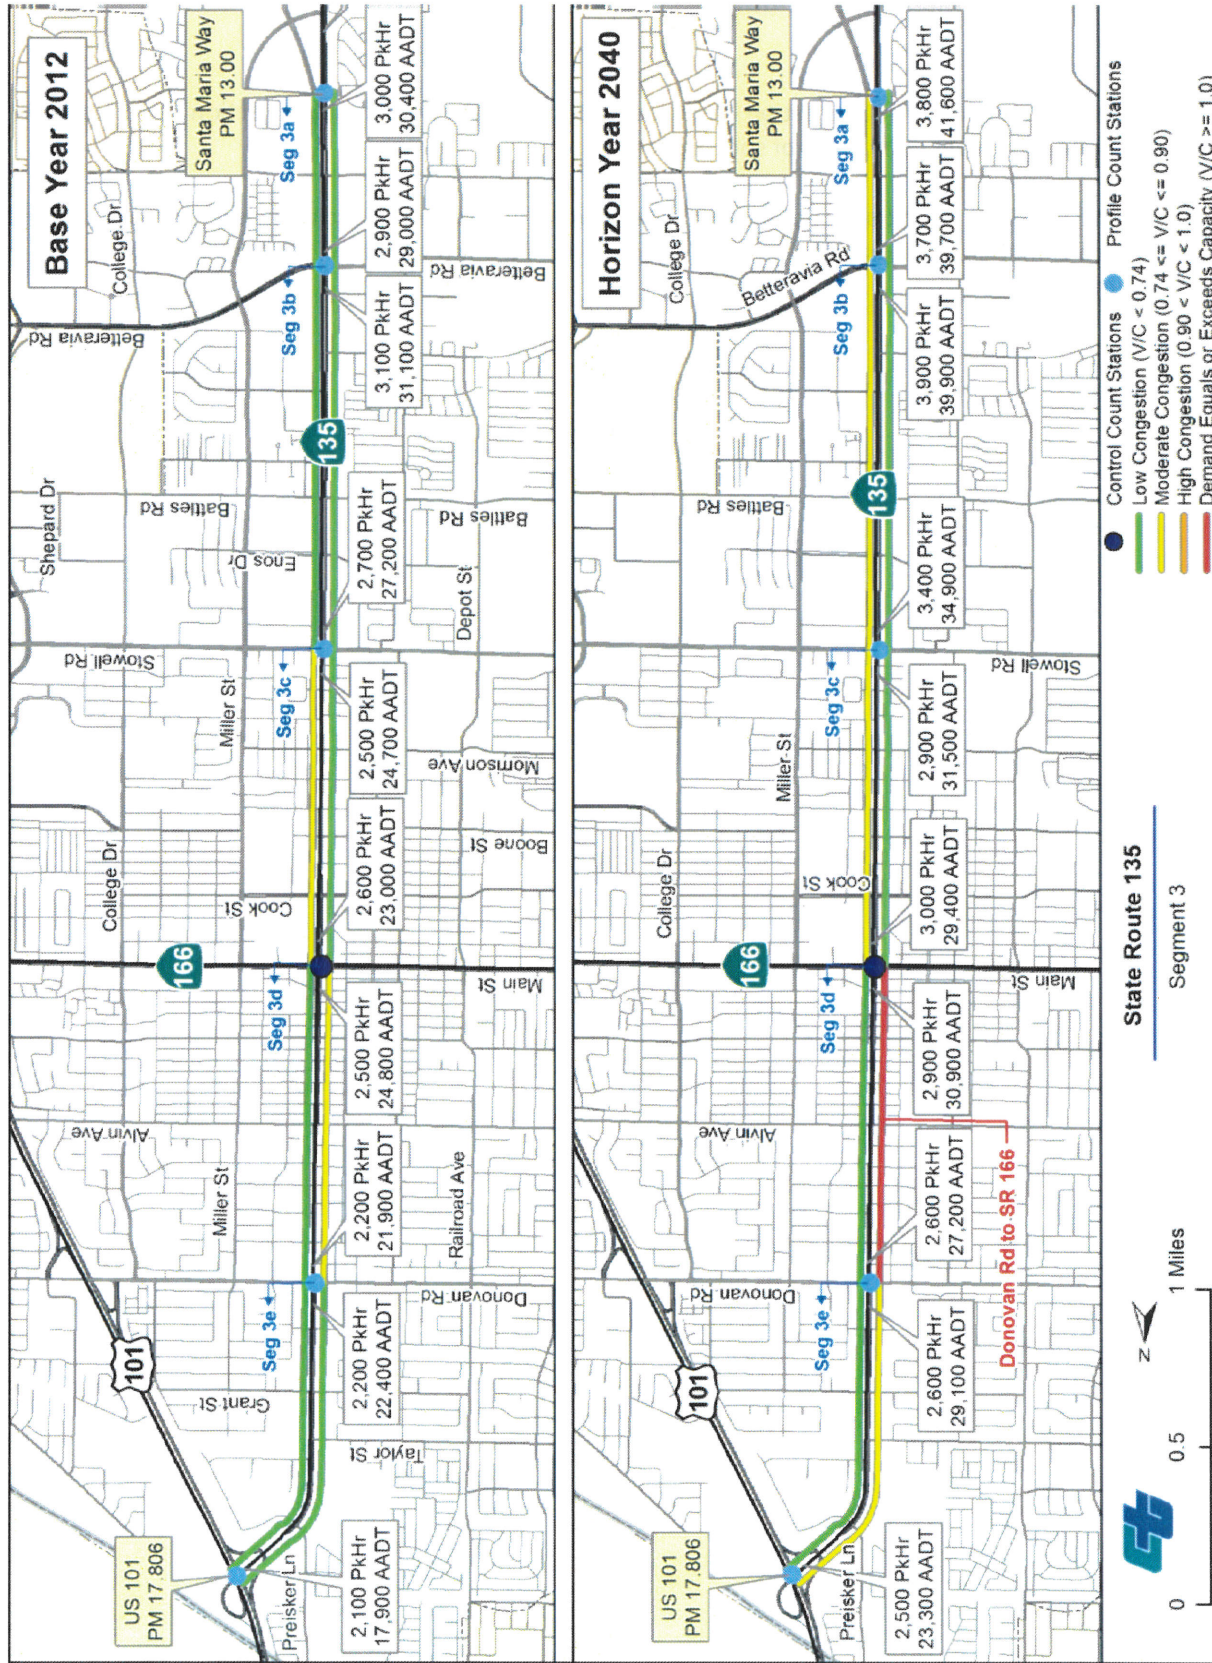 Base Year 2012
US 101
PM 17.806
Santa Maria Way
PM 13.00
Shepard Dr
College Dr
College Dr
Betteravia Rd
Betteravia Rd
Battles Rd
Battles Rd
Enos Dr
Stowell Rd
Miller St
Miller St
Cook St
166
Main St
Alvin Ave
101
Grant St
Donovan Rd
Railroad Ave
Taylor St
Preisker Ln
Boone St
Morrison Ave
Depot St
135
Seg 3e
Seg 3d
Seg 3c
Seg 3b
Seg 3a
2,100 PkHr
17,900 AADT
2,200 PkHr
22,400 AADT
2,200 PkHr
21,900 AADT
2,500 PkHr
24,800 AADT
2,600 PkHr
23,000 AADT
2,500 PkHr
24,700 AADT
2,700 PkHr
27,200 AADT
3,100 PkHr
31,100 AADT
2,900 PkHr
29,000 AADT
3,000 PkHr
30,400 AADT
Horizon Year 2040
US 101
PM 17.806
Santa Maria Way
PM 13.00
College Dr
College Dr
Betteravia Rd
Battles Rd
Stowell Rd
Miller St
Cook St
166
Main St
Alvin Ave
101
Donovan Rd
Preisker Ln
135
Seg 3e
Seg 3d
Seg 3c
Seg 3b
Seg 3a
2,500 PkHr
23,300 AADT
2,600 PkHr
29,100 AADT
2,600 PkHr
27,200 AADT
2,900 PkHr
30,900 AADT
3,000 PkHr
29,400 AADT
2,900 PkHr
31,500 AADT
3,400 PkHr
34,900 AADT
3,900 PkHr
39,900 AADT
3,700 PkHr
39,700 AADT
3,800 PkHr
41,600 AADT
Donovan Rd to SR 166
0 0.5 1 Miles
N
State Route 135
Segment 3
Control Count Stations Profile Count Stations
Low Congestion (V/C < 0.74)
Moderate Congestion (0.74 <= V/C <= 0.90)
High Congestion (0.90 < V/C < 1.0)
Demand Equals or Exceeds Capacity (V/C >= 1.0)